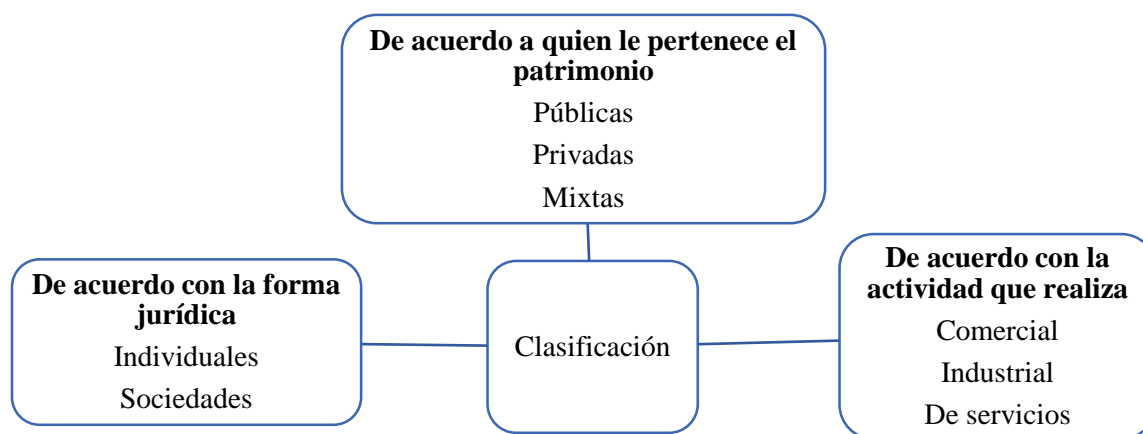 De acuerdo a quien le pertenece el
patrimonio
Públicas
Privadas
Mixtas
De acuerdo con la forma
jurídica
Individuales
Sociedades
Clasificación
De acuerdo con la
actividad que realiza
Comercial
Industrial
De servicios